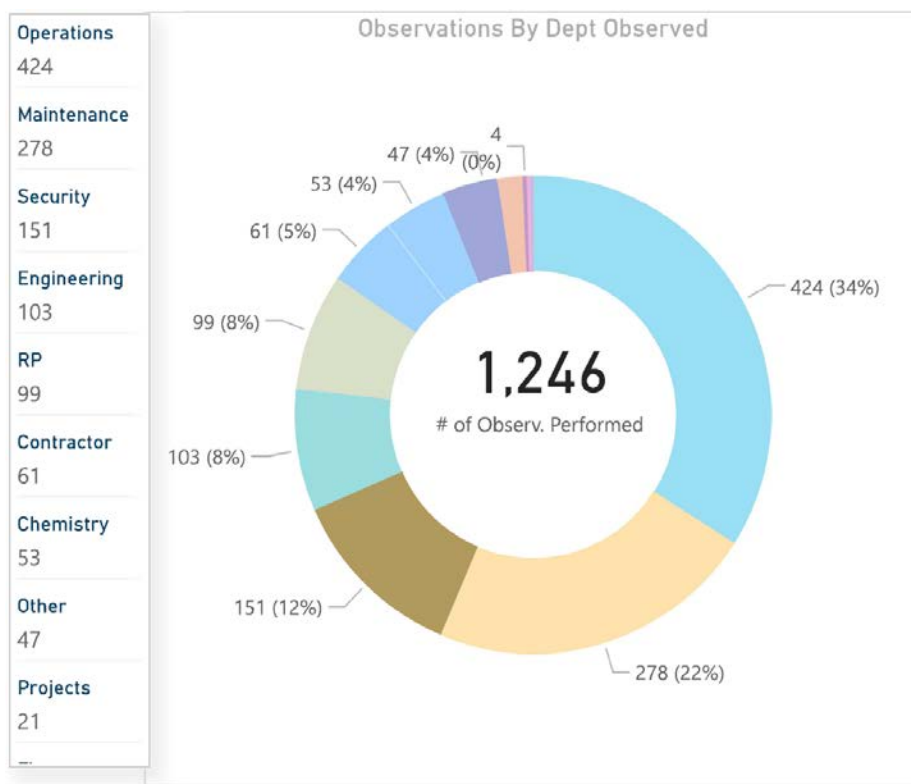 Observations By Dept Observed
Operations
424
Maintenance
278
Security
151
Engineering
103
RP
99
Contractor
61
Chemistry
53
Other
47
Projects
21
4
47 (4%)
(0%)
53 (4%)
61 (5%)
99 (8%)
103 (8%)
151 (12%)
278 (22%)
424 (34%)
1,246
# of Observ. Performed